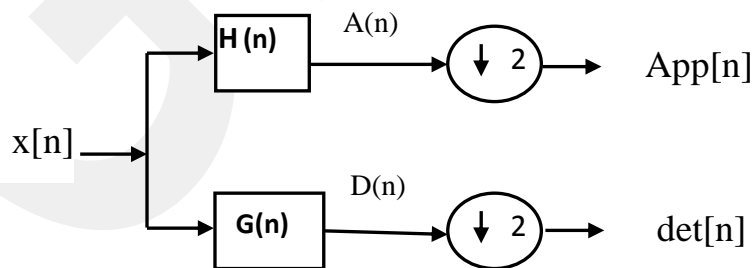 A(n)
H (n)
↓ 2
App[n]
x[n]
D(n)
G(n)
↓ 2
det[n]